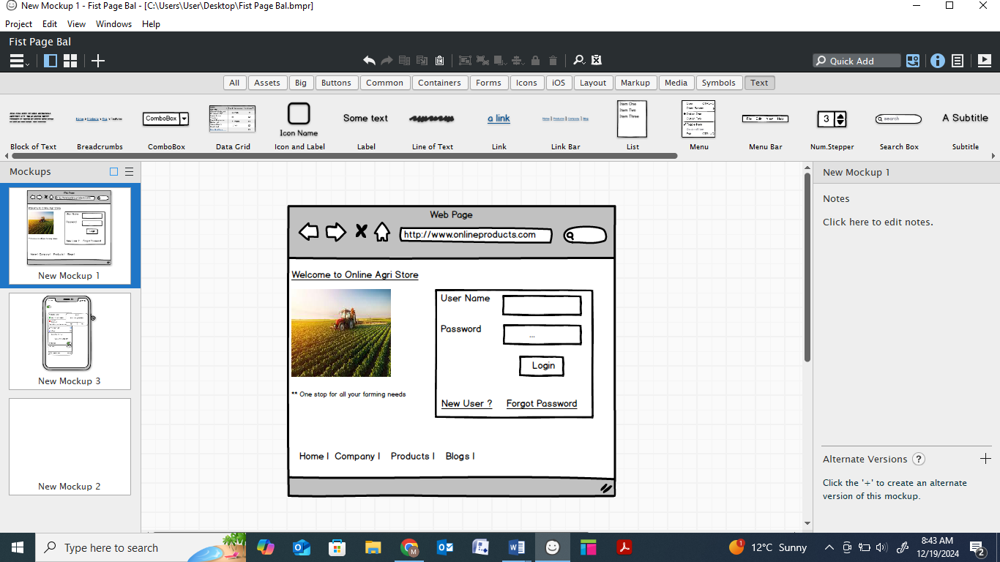 New Mockup 1 - Fist Page Bal - [C:\Users\User\Desktop\Fist Page Bal.bmpr]
Project Edit View Windows Help
Fist Page Bal
Quick Add
All Assets Big Buttons Common Containers Forms Icons iOS Layout Markup Media Symbols Text
ComboBox
Some text
a link
Item One
Item Two
Item Three
3
search
A Subtitle
Icon Name
Block of Text Breadcrumbs ComboBox Data Grid Icon and Label Label Line of Text Link Link Bar List Menu Menu Bar Num.Stepper Search Box Subtitle
Mockups
New Mockup 1
New Mockup 3
New Mockup 2
Web Page
http://www.onlineproducts.com
Welcome to Online Agri Store
User Name
Password
...
Login
New User ? Forgot Password
** One stop for all your farming needs
Home | Company | Products | Blogs |
New Mockup 1
Notes
Click here to edit notes.
Alternate Versions ?
Click the '+' to create an alternate
version of this mockup.
Type here to search
1
12°C Sunny
8:43 AM
12/19/2024
2